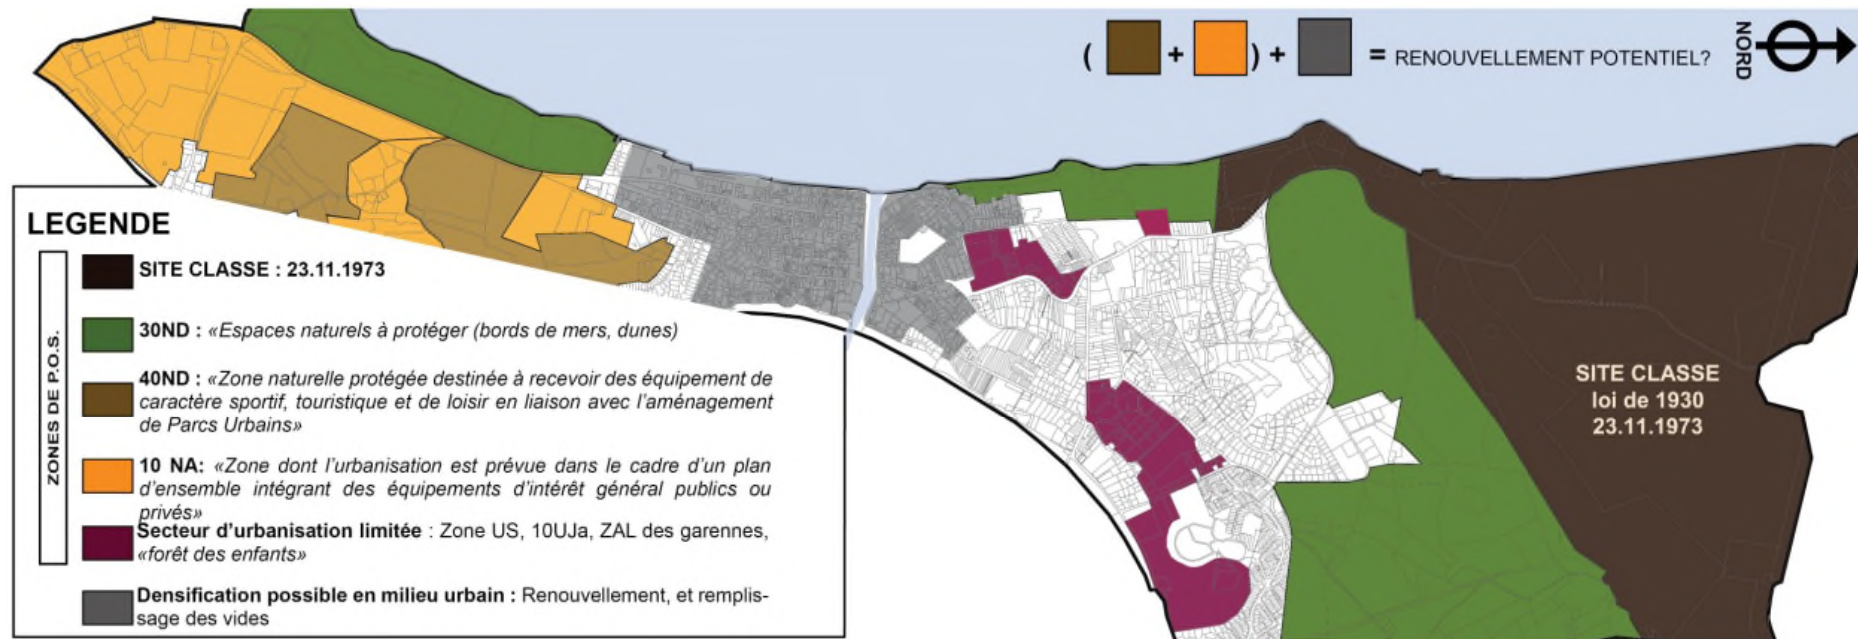 ( + ) + = RENOUVELLEMENT POTENTIEL?
NORD
LEGENDE
ZONES DE P.O.S.
SITE CLASSE : 23.11.1973
30ND : «Espaces naturels à protéger (bords de mers, dunes)
40ND : «Zone naturelle protégée destinée à recevoir des équipement de
caractère sportif, touristique et de loisir en liaison avec l'aménagement
de Parcs Urbains»
10 NA: «Zone dont l'urbanisation est prévue dans le cadre d'un plan
d'ensemble intégrant des équipements d'intérêt général publics ou
privés»
Secteur d'urbanisation limitée : Zone US, 10UJa, ZAL des garennes,
«forêt des enfants»
Densification possible en milieu urbain : Renouvellement, et remplis-
sage des vides
SITE CLASSE
loi de 1930
23.11.1973